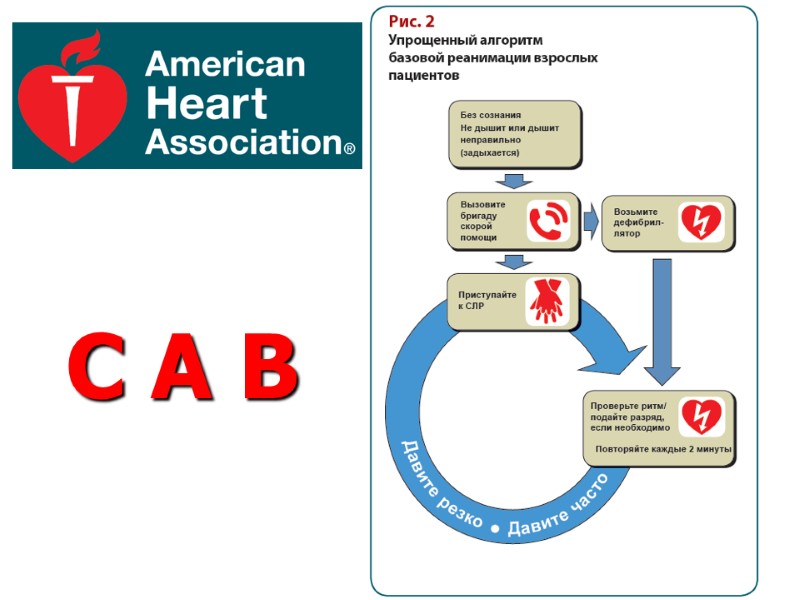 American
Heart
Association®
C A B
Рис. 2
Упрощенный алгоритм
базовой реанимации взрослых
пациентов
Без сознания
Не дышит или дышит
неправильно
(задыхается)
Вызовите
бригаду
скорой
помощи
Возьмите
дефибрил-
лятор
Приступайте
к СЛР
Проверьте ритм/
подайте разряд,
если необходимо
Повторяйте каждые 2 минуты
Давите резко ● Давите часто